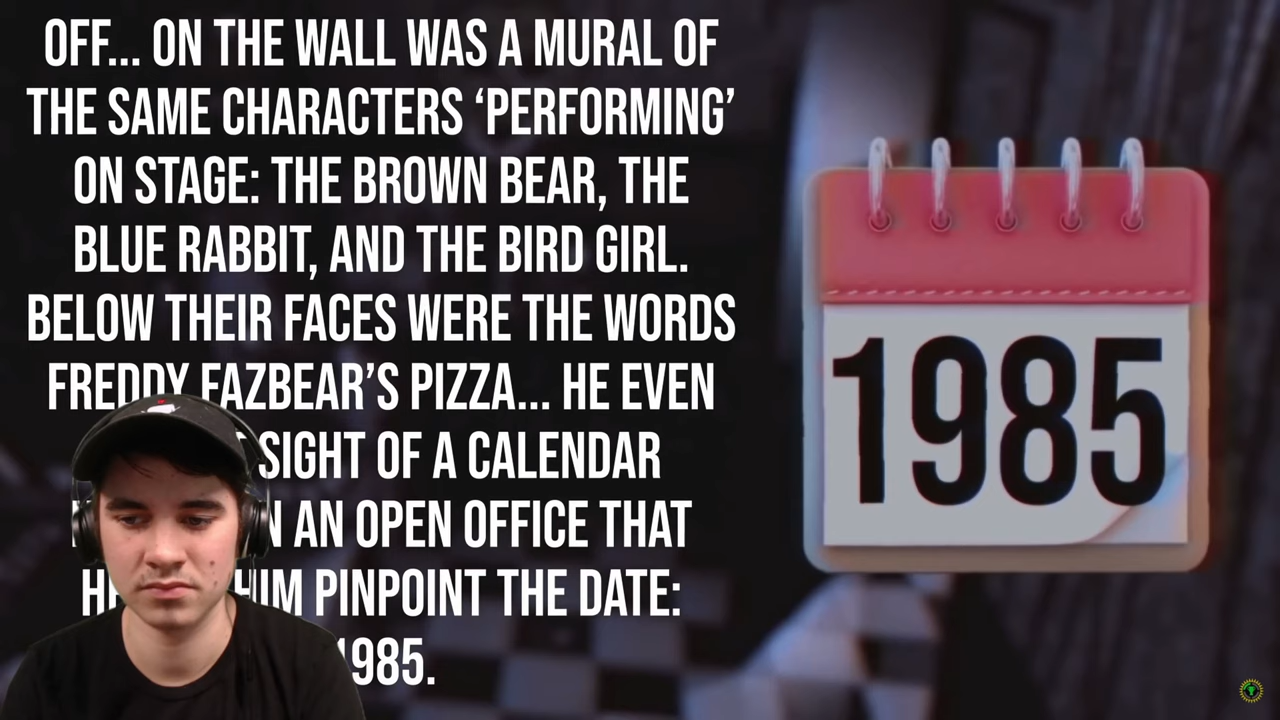 OFF... ON THE WALL WAS A MURAL OF
THE SAME CHARACTERS ‘PERFORMING’
ON STAGE: THE BROWN BEAR, THE
BLUE RABBIT, AND THE BIRD GIRL.
BELOW THEIR FACES WERE THE WORDS
FREDDY FAZBEAR’S PIZZA... HE EVEN
SIGHT OF A CALENDAR
AN OPEN OFFICE THAT
HIM PINPOINT THE DATE:
1985.
1985